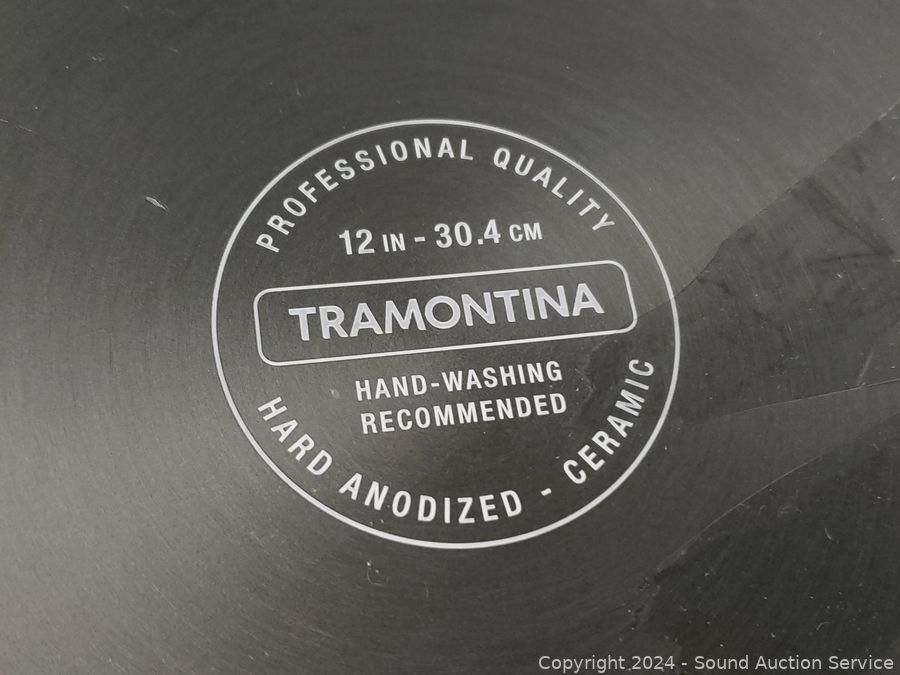 PROFESSIONAL QUALITY
12 IN - 30.4 CM
TRAMONTINA
HAND-WASHING
RECOMMENDED
HARD ANODIZED - CERAMIC
Copyright 2024 - Sound Auction Service